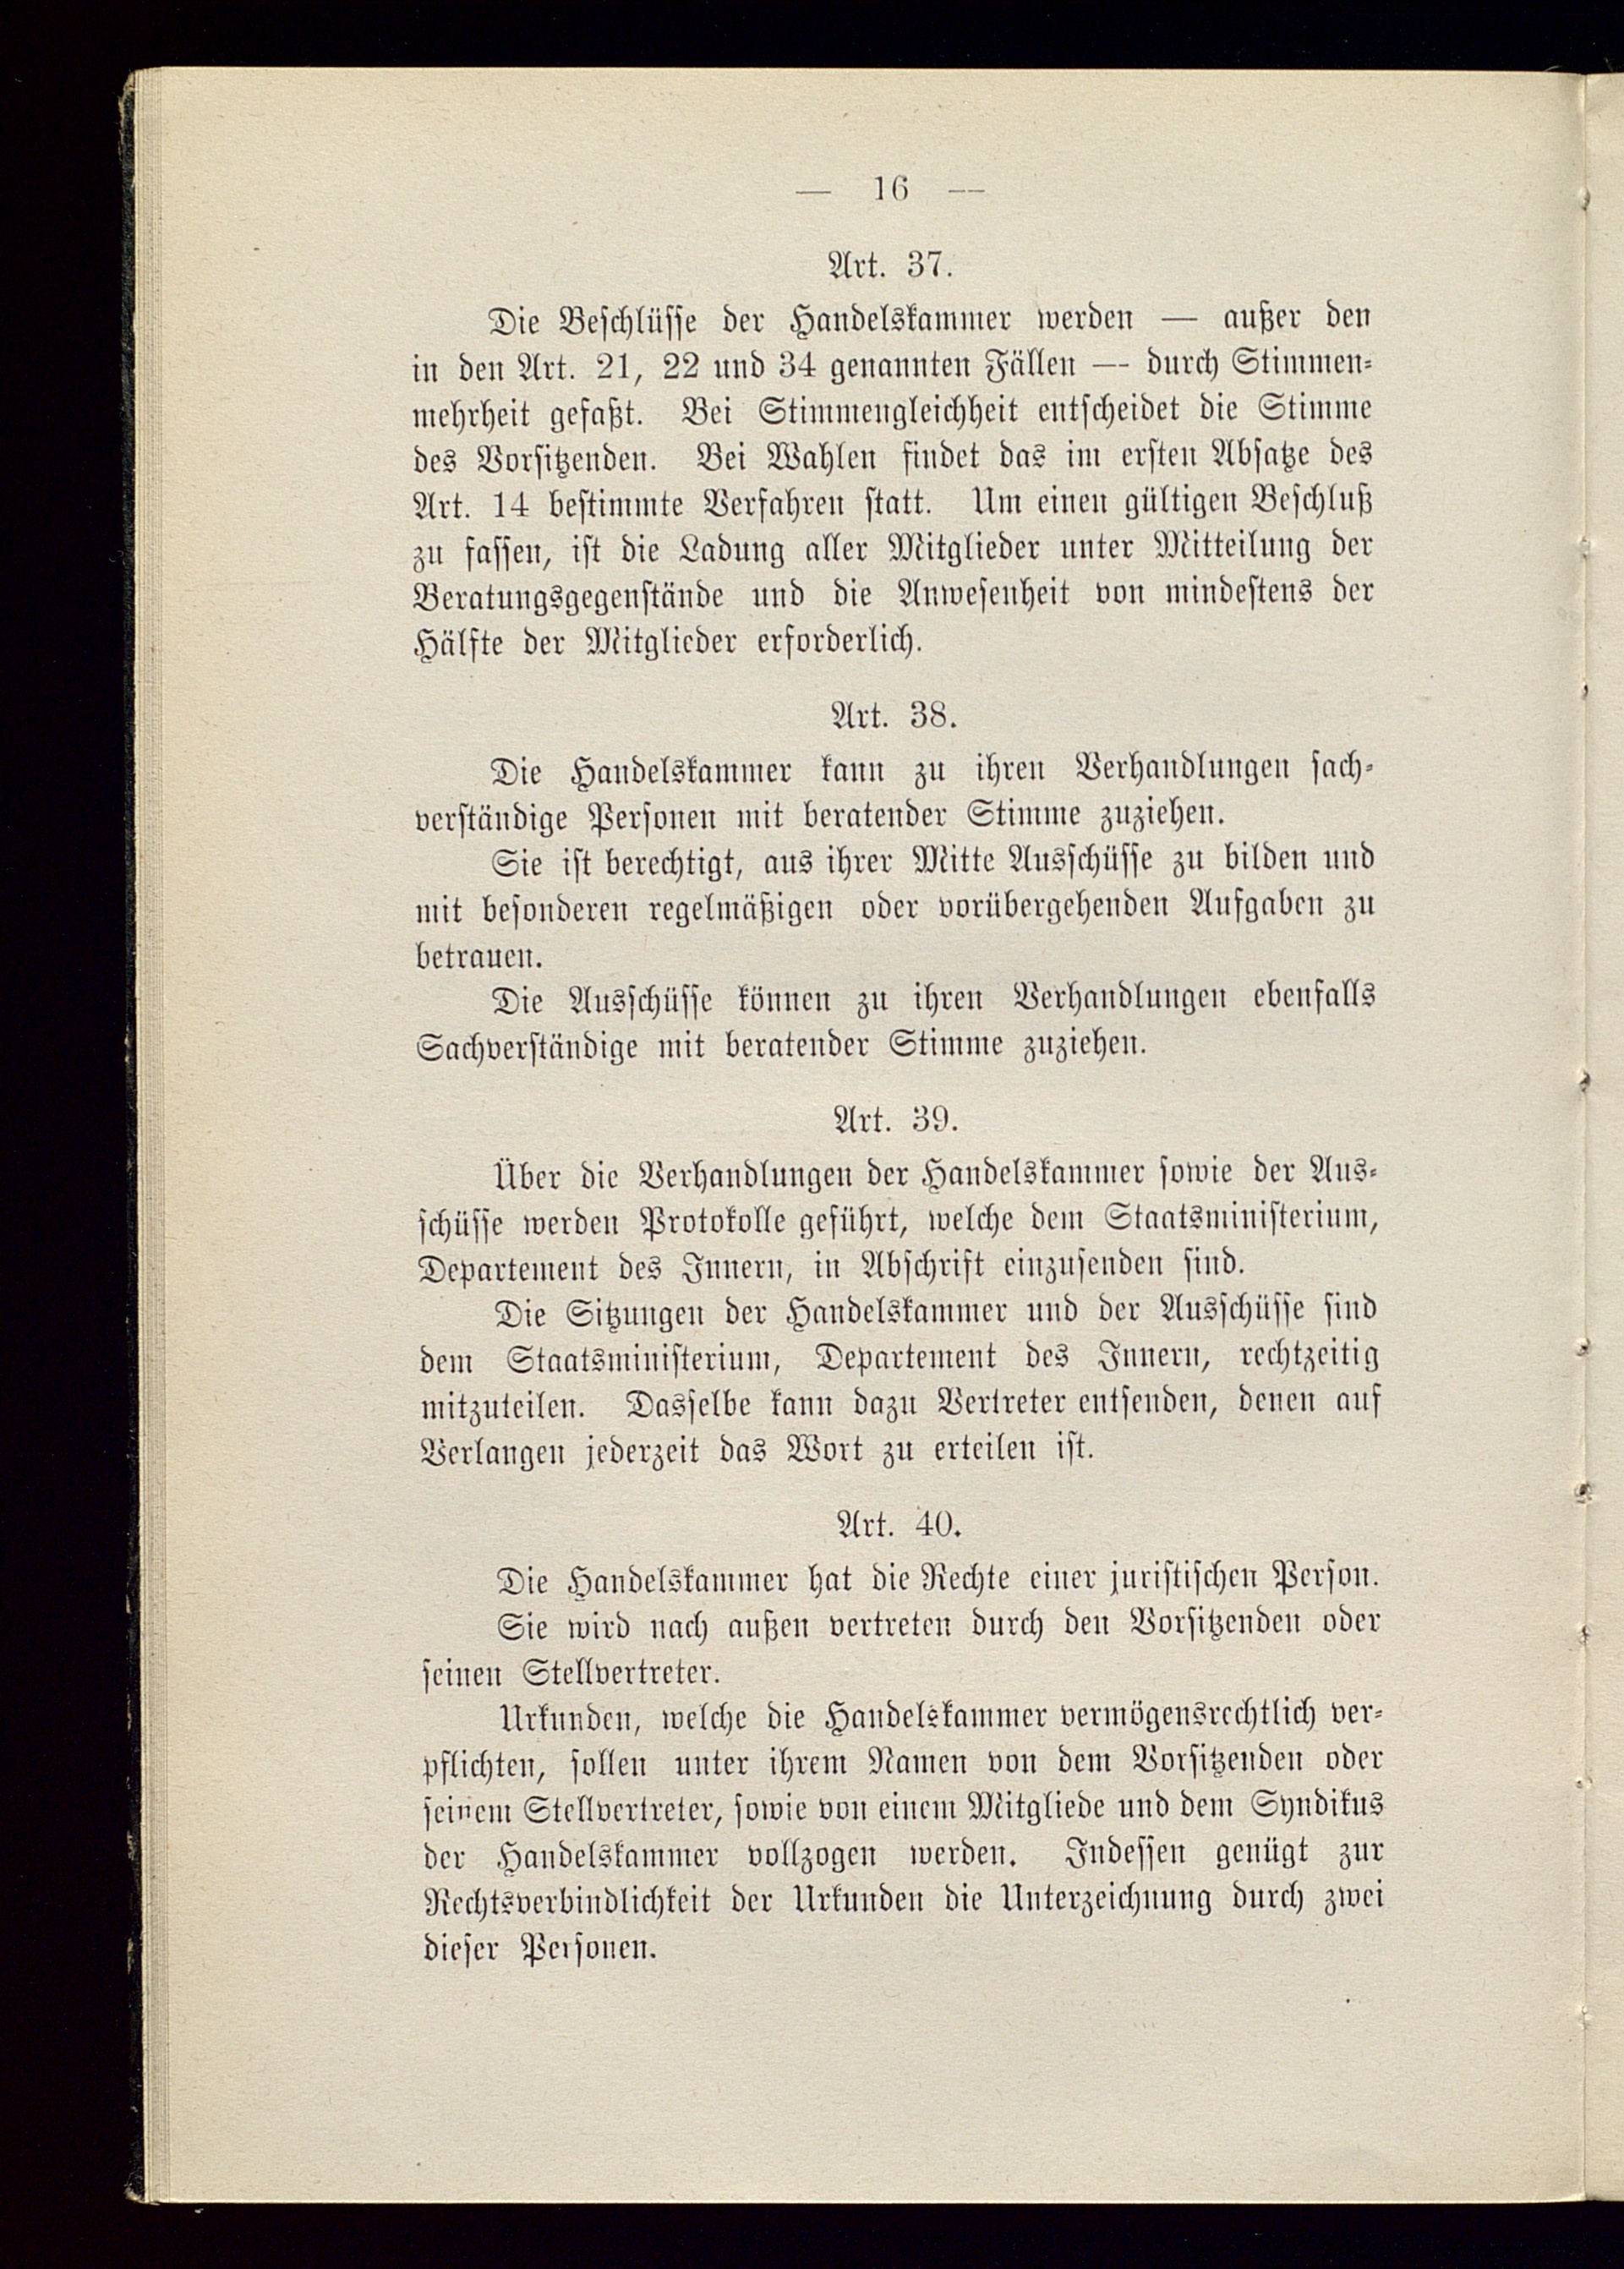 — 16 —
Art. 37.
Die Beschlüsse der Handelskammer werden — außer den
in den Art. 21, 22 und 34 genannten Fällen — durch Stimmen-
mehrheit gefaßt. Bei Stimmengleichheit entscheidet die Stimme
des Vorsitzenden. Bei Wahlen findet das im ersten Absatze des
Art. 14 bestimmte Verfahren statt. Um einen gültigen Beschluß
zu fassen, ist die Ladung aller Mitglieder unter Mitteilung der
Beratungsgegenstände und die Anwesenheit von mindestens der
Hälfte der Mitglieder erforderlich.
Art. 38.
Die Handelskammer kann zu ihren Verhandlungen sach-
verständige Personen mit beratender Stimme zuziehen.
Sie ist berechtigt, aus ihrer Mitte Ausschüsse zu bilden und
mit besonderen regelmäßigen oder vorübergehenden Aufgaben zu
betrauen.
Die Ausschüsse können zu ihren Verhandlungen ebenfalls
Sachverständige mit beratender Stimme zuziehen.
Art. 39.
Über die Verhandlungen der Handelskammer sowie der Aus-
schüsse werden Protokolle geführt, welche dem Staatsministerium,
Departement des Innern, in Abschrift einzusenden sind.
Die Sitzungen der Handelskammer und der Ausschüsse sind
dem Staatsministerium, Departement des Innern, rechtzeitig
mitzuteilen. Dasselbe kann dazu Vertreter entsenden, denen auf
Verlangen jederzeit das Wort zu erteilen ist.
Art. 40.
Die Handelskammer hat die Rechte einer juristischen Person.
Sie wird nach außen vertreten durch den Vorsitzenden oder
seinen Stellvertreter.
Urkunden, welche die Handelskammer vermögensrechtlich ver-
pflichten, sollen unter ihrem Namen von dem Vorsitzenden oder
seinem Stellvertreter, sowie von einem Mitgliede und dem Syndikus
der Handelskammer vollzogen werden. Indessen genügt zur
Rechtsverbindlichkeit der Urkunden die Unterzeichnung durch zwei
dieser Personen.